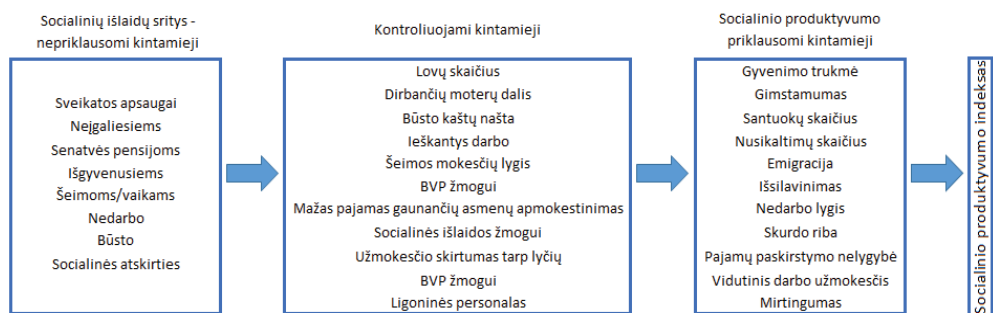 Socialinių išlaidų sritys -
nepriklausomi kintamieji
Sveikatos apsaugai
Neįgaliesiems
Senatvės pensijoms
Išgyvenusiems
Šeimoms/vaikams
Nedarbo
Būsto
Socialinės atskirties
Kontroliuojami kintamieji
Lovų skaičius
Dirbančių moterų dalis
Būsto kaštų našta
Ieškantys darbo
Šeimos mokesčių lygis
BVP žmogui
Mažas pajamas gaunančių asmenų apmokestinimas
Socialinės išlaidos žmogui
Užmokesčio skirtumas tarp lyčių
BVP žmogui
Ligoninės personalas
Socialinio produktyvumo
priklausomi kintamieji
Gyvenimo trukmė
Gimstamumas
Santuokų skaičius
Nusikaltimų skaičius
Emigracija
Išsilavinimas
Nedarbo lygis
Skurdo riba
Pajamų paskirstymo nelygybė
Vidutinis darbo užmokesčis
Mirtingumas
Socialinio produktyvumo indeksas